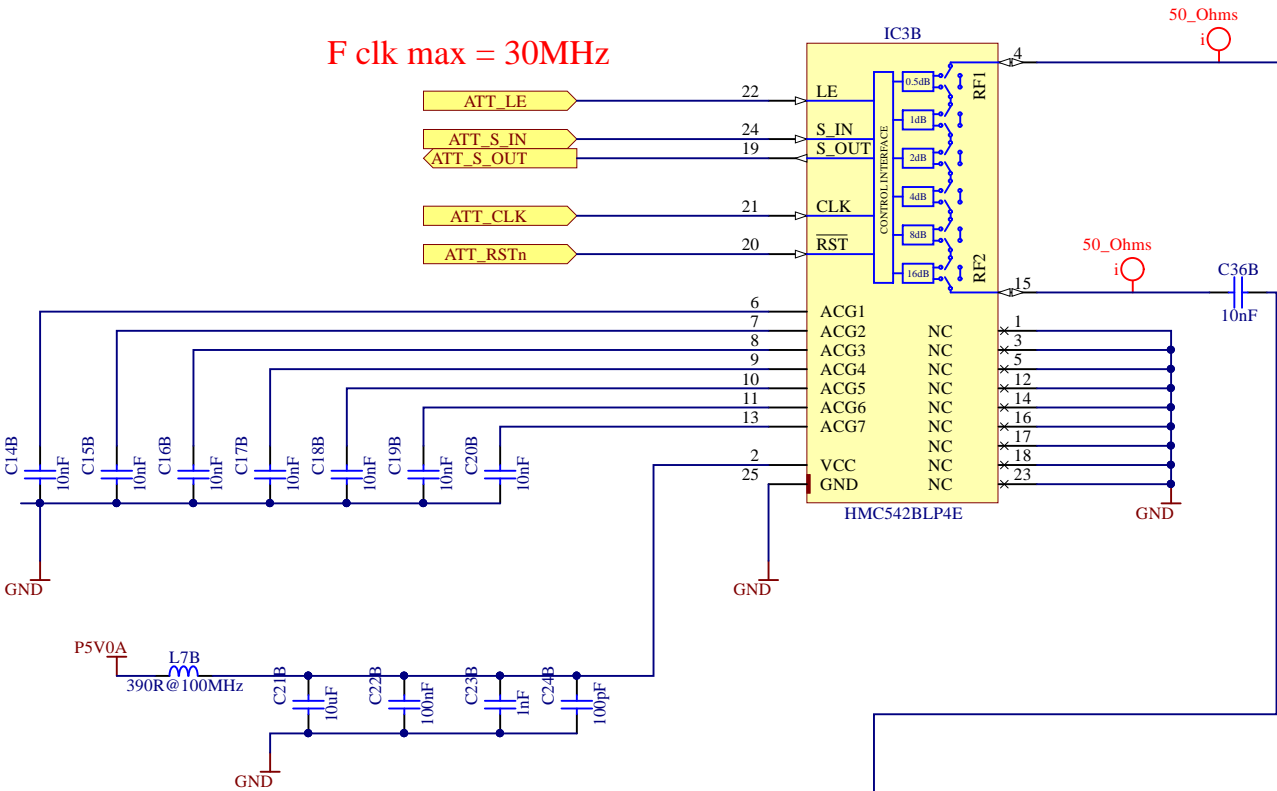 50_Ohms
i
IC3B
F clk max = 30MHz
4
RF1
ATT_LE
22
LE
0.5dB
ATT_S_IN
24
S_IN
1dB
ATT_S_OUT
19
S_OUT
2dB
CONTROL INTERFACE
4dB
ATT_CLK
21
CLK
8dB
ATT_RSTn
20
RST
16dB
RF2
50_Ohms
i
15
C36B
10nF
6
ACG1
7
ACG2
NC
1
8
ACG3
NC
3
9
ACG4
NC
5
10
ACG5
NC
12
11
ACG6
NC
14
13
ACG7
NC
16
NC
17
2
VCC
NC
18
25
GND
NC
23
HMC542BLP4E
GND
C14B
10nF
C15B
10nF
C16B
10nF
C17B
10nF
C18B
10nF
C19B
10nF
C20B
10nF
GND
GND
P5V0A
L7B
390R@100MHz
C21B
10uF
C22B
100nF
C23B
1nF
C24B
100pF
GND